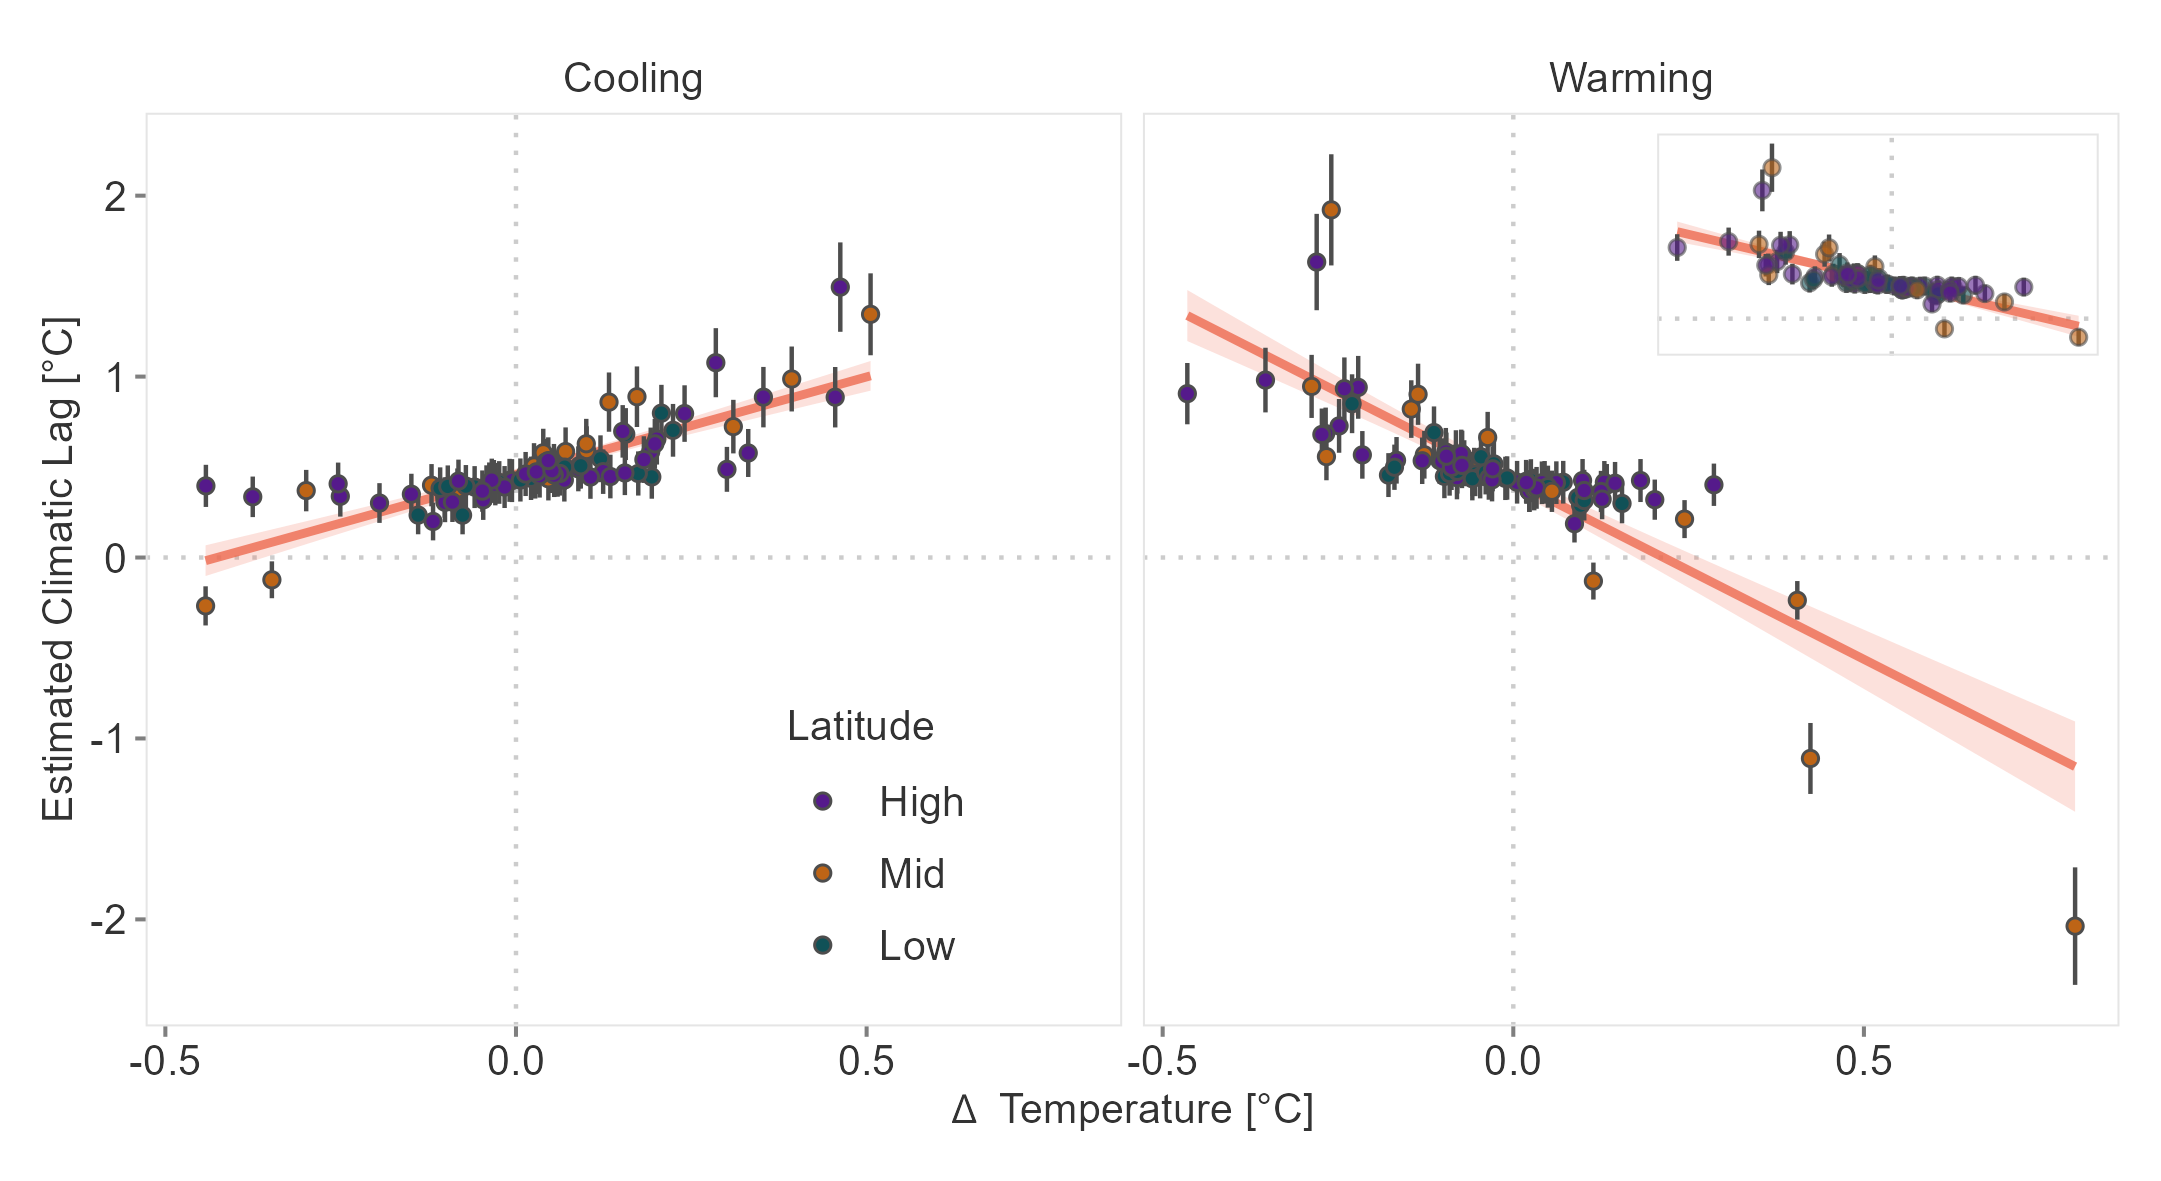 Cooling
Warming
Estimated Climatic Lag [°C]
2
1
0
-1
-2
Latitude
High
Mid
Low
-0.5
0.0
0.5
-0.5
0.0
0.5
Δ Temperature [°C]